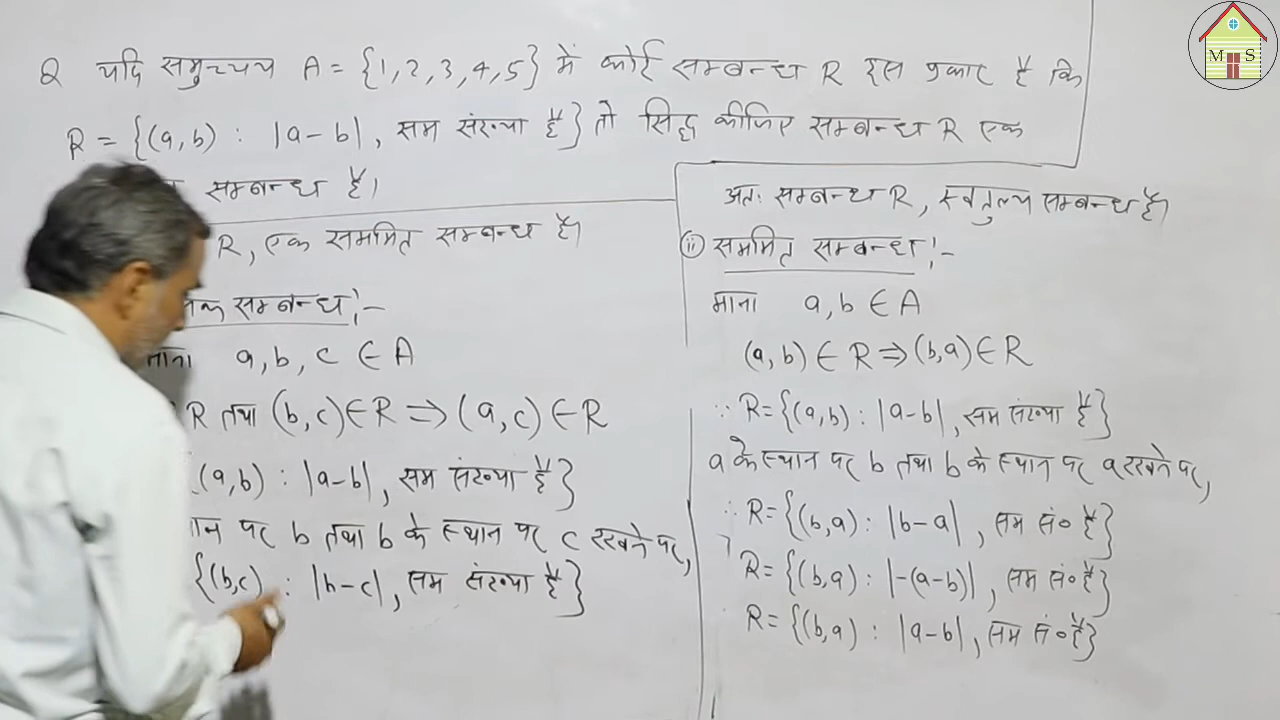 Q यदि समुच्चय A = {1, 2, 3, 4, 5} में कोई सम्बन्ध R इस प्रकार है कि
R = {(a, b) : |a - b|, सम संख्या है} तो सिद्ध कीजिए सम्बन्ध R एक
सम्बन्ध है।
R, एक सममित सम्बन्ध है।
सम्बन्ध :-
माना a, b, c ∈ A
R तथा (b, c) ∈ R ⇒ (a, c) ∈ R
(a, b) : |a - b|, सम संख्या है}
पर b तथा b के स्थान पर c रखने पर,
{(b, c) : |b - c|, सम संख्या है}
अतः सम्बन्ध R, स्वतुल्य सम्बन्ध है।
(ii) सममित सम्बन्ध :-
माना a, b ∈ A
(a, b) ∈ R ⇒ (b, a) ∈ R
∵ R = {(a, b) : |a - b|, सम संख्या है}
a के स्थान पर b तथा b के स्थान पर a रखने पर,
∴ R = {(b, a) : |b - a|, सम सं० है}
R = {(b, a) : |-(a - b)|, सम सं० है}
R = {(b, a) : |a - b|, सम सं० है}
M S